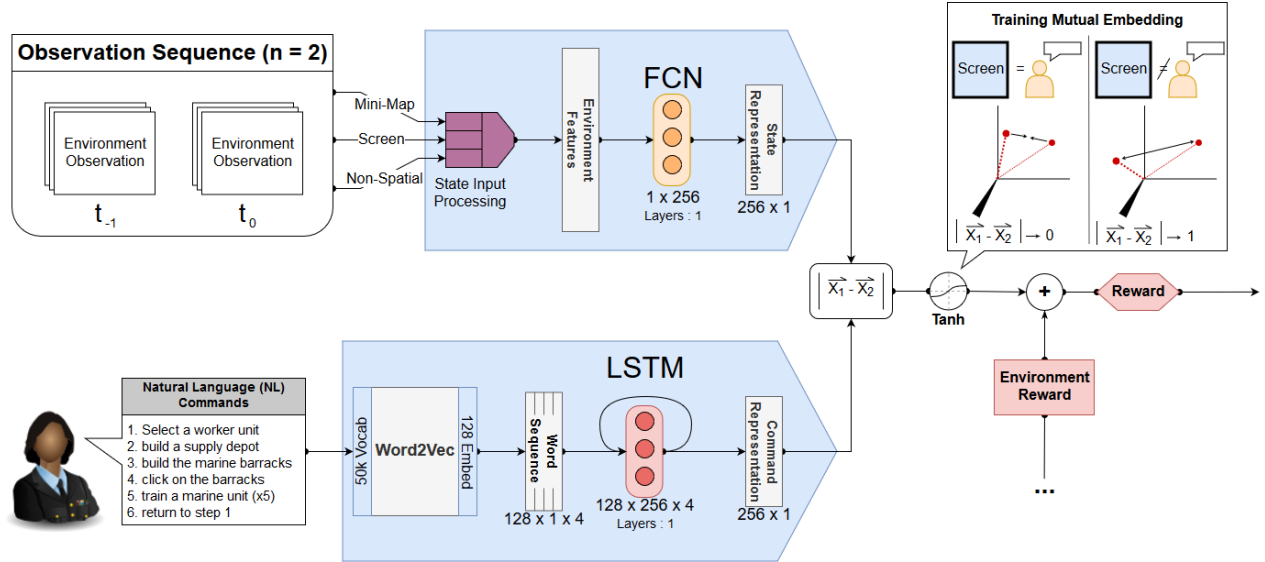 Observation Sequence (n = 2)
Environment
Observation
Environment
Observation
t-1
t0
Mini-Map
Screen
Non-Spatial
State Input
Processing
Environment
Features
FCN
1 x 256
Layers : 1
State
Representation
256 x 1
Training Mutual Embedding
Screen
=
Screen
≠
| X1 - X2 | → 0
| X1 - X2 | → 1
| X1 - X2 |
Tanh
+
Reward
Environment
Reward
...
Natural Language (NL)
Commands
1. Select a worker unit
2. build a supply depot
3. build the marine barracks
4. click on the barracks
5. train a marine unit (x5)
6. return to step 1
50k Vocab
Word2Vec
128 Embed
Word
Sequence
128 x 1 x 4
LSTM
128 x 256 x 4
Layers : 1
Command
Representation
256 x 1